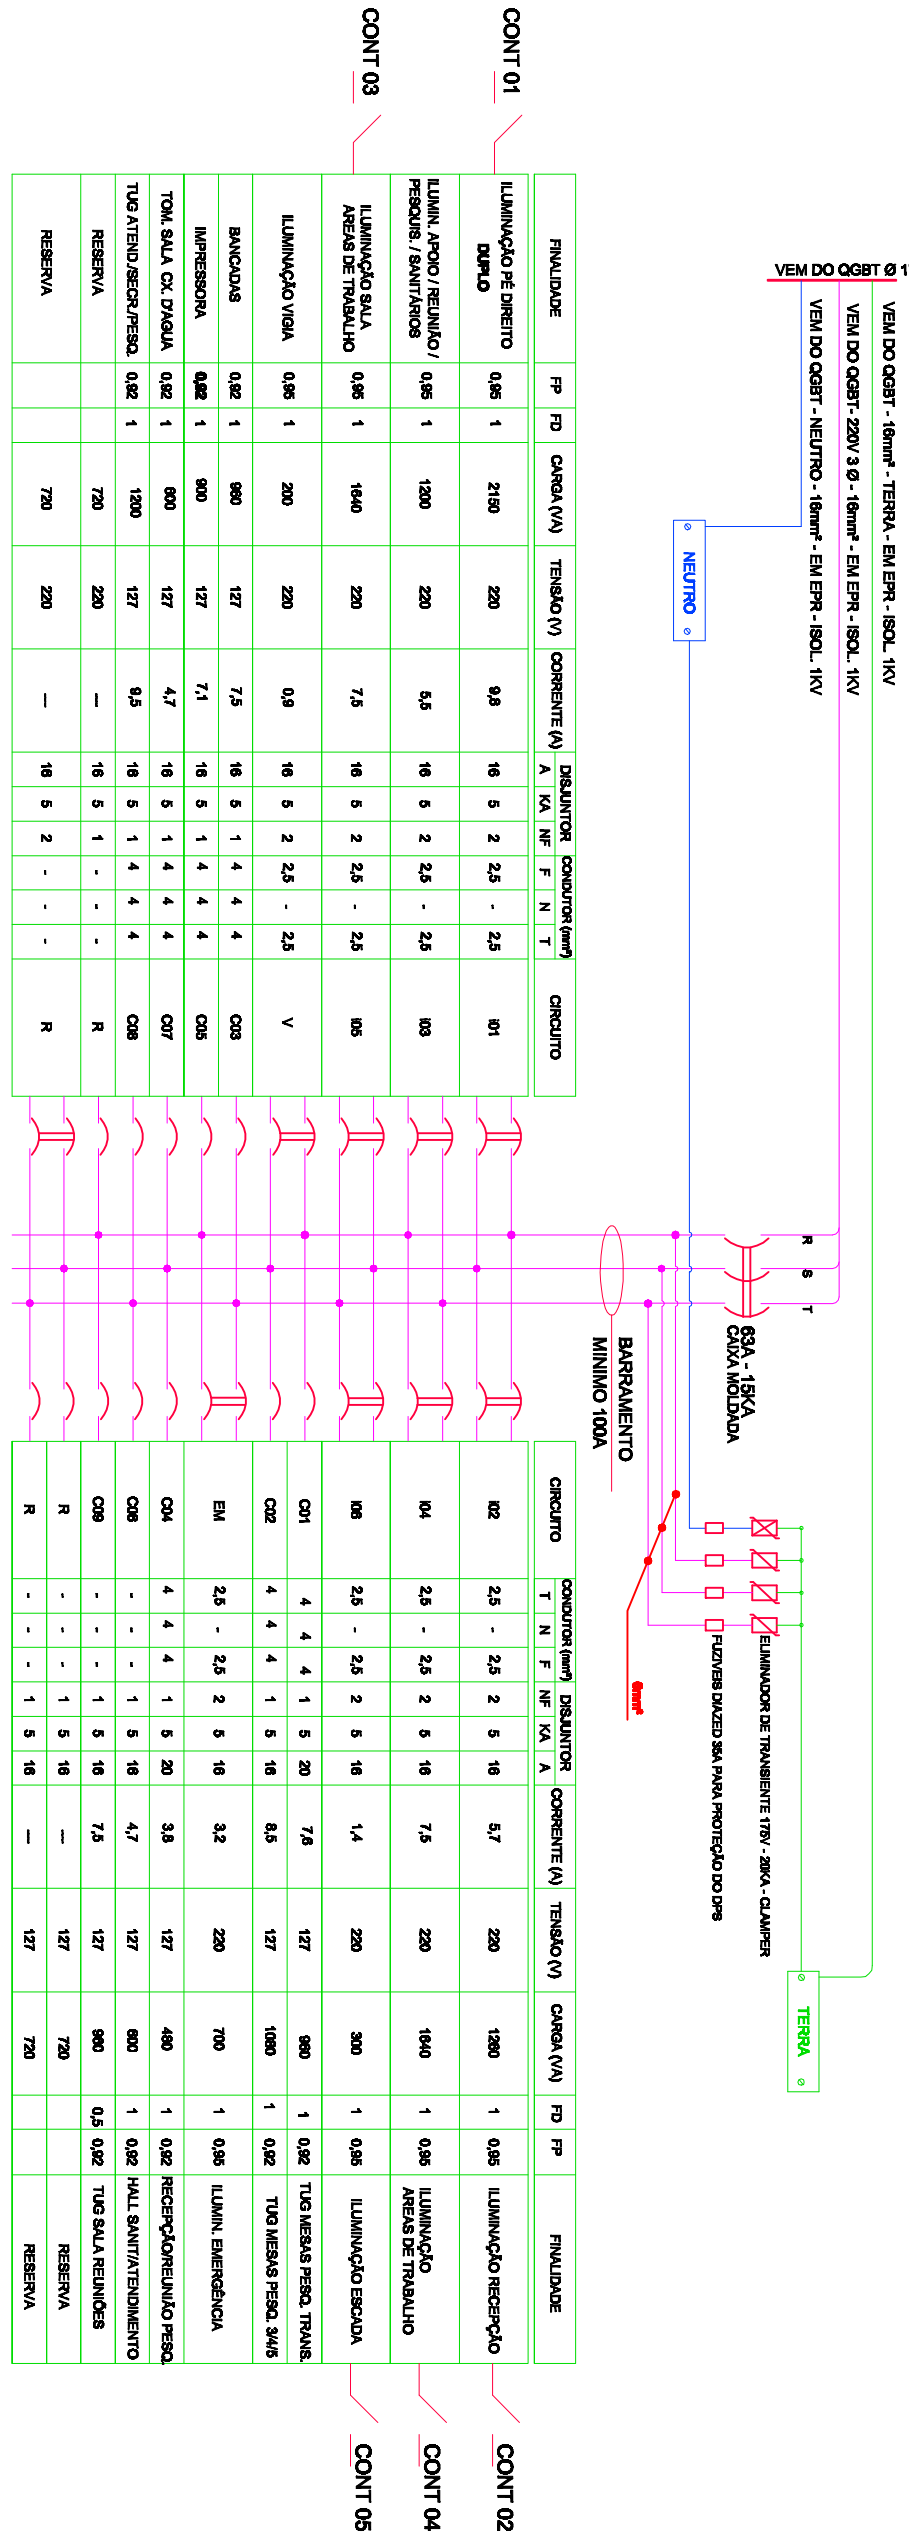 VEM DO QGBT Ø 1
VEM DO QGBT - 16mm² - TERRA - EM EPR - ISOL. 1KV
VEM DO QGBT - 220V 3 Ø - 16mm² - EM EPR - ISOL. 1KV
VEM DO QGBT - NEUTRO - 16mm² - EM EPR - ISOL. 1KV
NEUTRO
R
S
T
63A - 15KA
CAIXA MOLDADA
BARRAMENTO
MINIMO 100A
ELIMINADOR DE TRANSIENTE 175V - 20KA - CLAMPER
FUZIVEIS DIAZED 35A PARA PROTEÇÃO DO DPS
6mm²
TERRA
CONT 01
CONT 03
FINALIDADE FP FD CARGA (VA) TENSÃO (V) CORRENTE (A) DISJUNTOR CONDUTOR (mm²) CIRCUITO
A KA NF F N T
ILUMINAÇÃO PÉ DIREITO
DUPLO
0,95 1 2150 220 9,8 16 5 2 2,5 - 2,5 i01
ILUMIN. APOIO / REUNIÃO /
PESQUIS. / SANITÁRIOS
0,95 1 1200 220 5,5 16 5 2 2,5 - 2,5 i03
ILUMINAÇÃO SALA
AREAS DE TRABALHO
0,95 1 1640 220 7,5 16 5 2 2,5 - 2,5 i05
ILUMINAÇÃO VIGIA 0,95 1 200 220 0,9 16 5 2 2,5 - 2,5 V
BANCADAS 0,92 1 960 127 7,5 16 5 1 4 4 4 C03
IMPRESSORA 0,92 1 900 127 7,1 16 5 1 4 4 4 C05
TOM. SALA CX. D'AGUA 0,92 1 600 127 4,7 16 5 1 4 4 4 C07
TUG ATEND./SECR./PESQ. 0,92 1 1200 127 9,5 16 5 1 4 4 4 C08
RESERVA 720 220 --- 16 5 1 - - - R
RESERVA 720 220 --- 16 5 2 - - - R
CIRCUITO CONDUTOR (mm²) DISJUNTOR CORRENTE (A) TENSÃO (V) CARGA (VA) FD FP FINALIDADE
T N F NF KA A
i02 2,5 - 2,5 2 5 16 5,7 220 1260 1 0,95 ILUMINAÇÃO RECEPÇÃO
i04 2,5 - 2,5 2 5 16 7,5 220 1640 1 0,95 ILUMINAÇÃO
AREAS DE TRABALHO
i06 2,5 - 2,5 2 5 16 1,4 220 300 1 0,95 ILUMINAÇÃO ESCADA
C01 4 4 4 1 5 20 7,6 127 960 1 0,92 TUG MESAS PESQ. TRANS.
C02 4 4 4 1 5 16 8,5 127 1080 1 0,92 TUG MESAS PESQ. 3/4/5
EM 2,5 - 2,5 2 5 16 3,2 220 700 1 0,95 ILUMIN. EMERGÊNCIA
C04 4 4 4 1 5 20 3,8 127 480 1 0,92 RECEPÇÃO/REUNIÃO PESQ.
C06 - - - 1 5 16 4,7 127 600 1 0,92 HALL SANIT/ATENDIMENTO
C09 - - - 1 5 16 7,5 127 960 0,5 0,92 TUG SALA REUNIÕES
R - - - 1 5 16 --- 127 720 RESERVA
R - - - 1 5 16 --- 127 720 RESERVA
CONT 02
CONT 04
CONT 05